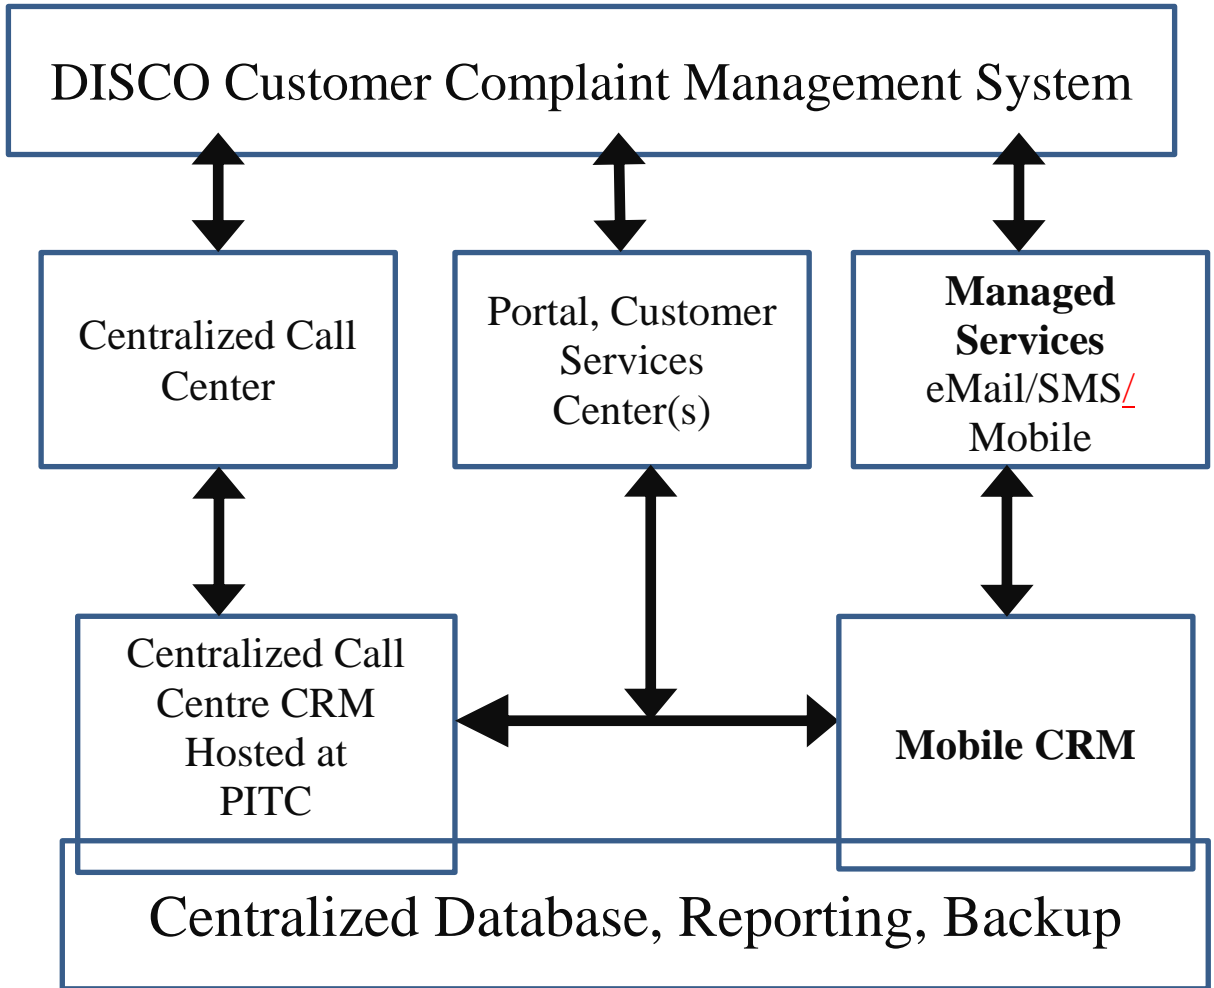 DISCO Customer Complaint Management System
Centralized Call
Center
Portal, Customer
Services
Center(s)
Managed
Services
eMail/SMS/
Mobile
Centralized Call
Centre CRM
Hosted at
PITC
Mobile CRM
Centralized Database, Reporting, Backup